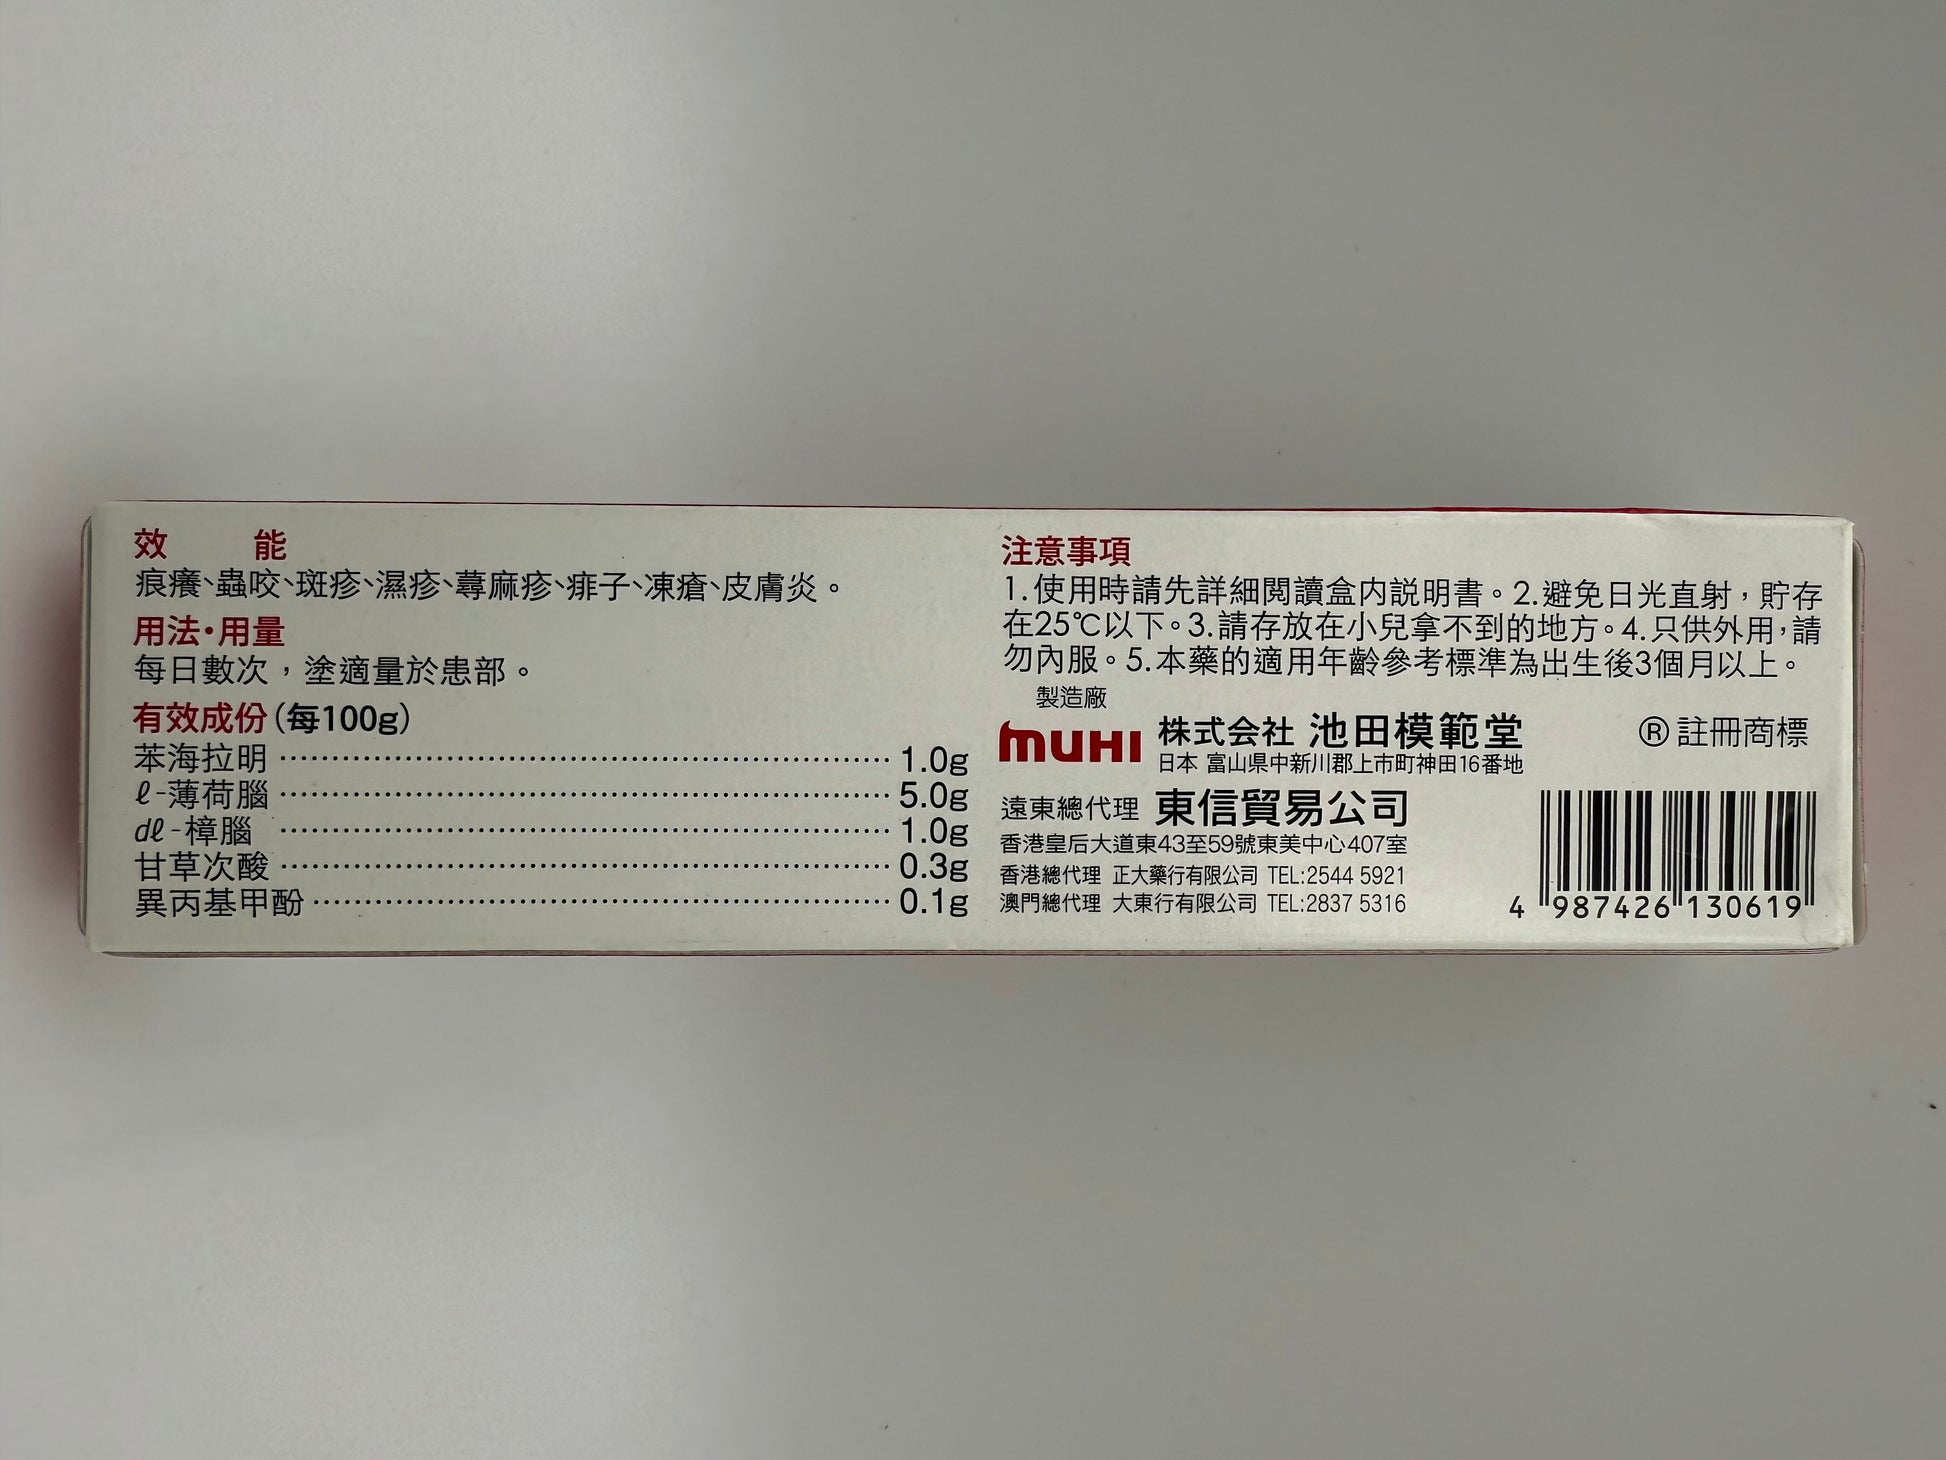 效 能
痕癢、蟲咬、斑疹、濕疹、蕁麻疹、痱子、凍瘡、皮膚炎。
用法・用量
每日數次，塗適量於患部。
有效成份(每100g)
苯海拉明 1.0g
ℓ-薄荷腦 5.0g
dℓ-樟腦 1.0g
甘草次酸 0.3g
異丙基甲酚 0.1g
注意事項
1.使用時請先詳細閱讀盒內說明書。2.避免日光直射，貯存
在25℃以下。3.請存放在小兒拿不到的地方。4.只供外用，請
勿內服。5.本藥的適用年齡參考標準為出生後3個月以上。
製造廠
MUHI 株式会社 池田模範堂
日本 富山県中新川郡上市町神田16番地
®註冊商標
遠東總代理 東信貿易公司
香港皇后大道東43至59號東美中心407室
香港總代理 正大藥行有限公司 TEL:2544 5921
澳門總代理 大東行有限公司 TEL:2837 5316
4 987426 130619